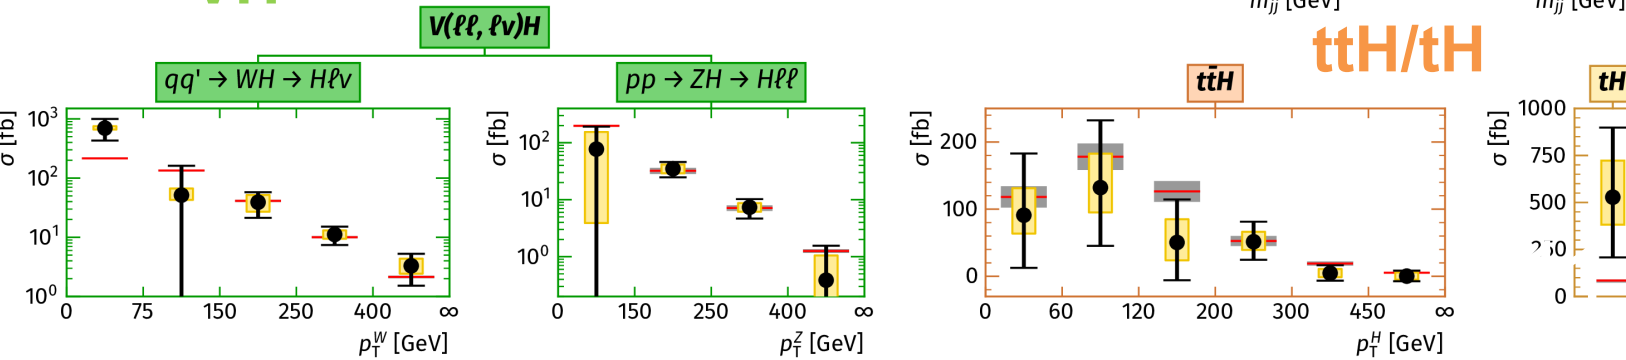 m_jj [GeV]
m_jj [GeV]
V(ℓℓ, ℓν)H
ttH/tH
qq' → WH → Hℓν
pp → ZH → Hℓℓ
tt̄H
tH
σ [fb]
10³
10²
10¹
10⁰
0 75 150 250 400 ∞
p_T^W [GeV]
σ [fb]
10²
10¹
10⁰
0 150 250 400 ∞
p_T^Z [GeV]
σ [fb]
200
100
0
0 60 120 200 300 450 ∞
p_T^H [GeV]
σ [fb]
1000
750
500
0